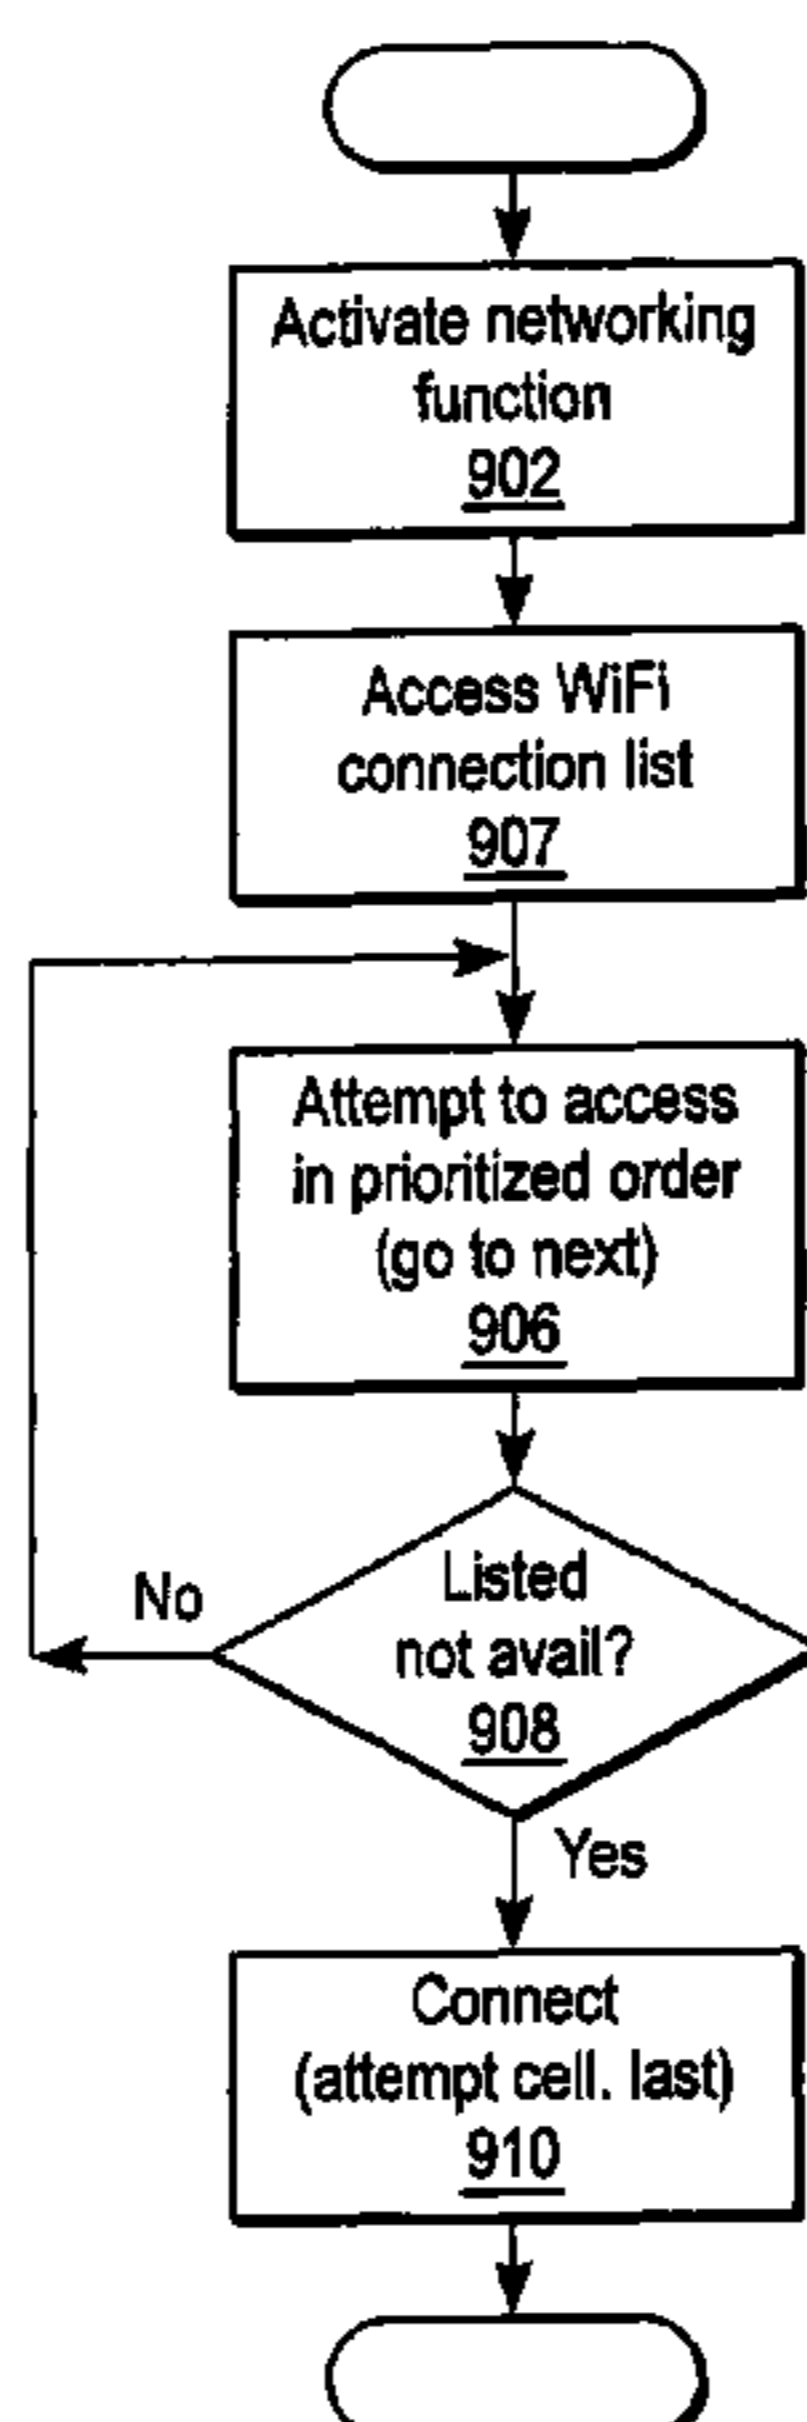 Activate networking
function
902
Access WiFi
connection list
907
Attempt to access
in prioritized order
(go to next)
906
Listed
not avail?
908
No
Yes
Connect
(attempt cell. last)
910